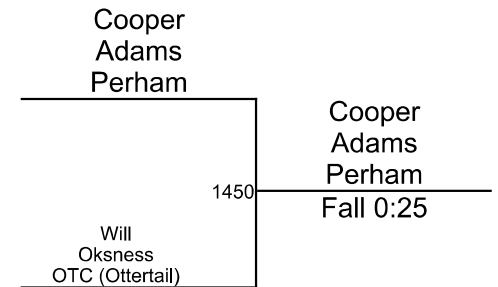 Cooper
Adams
Perham
Cooper
Adams
Perham
1450
Fall 0:25
Will
Oksness
OTC (Ottertail)